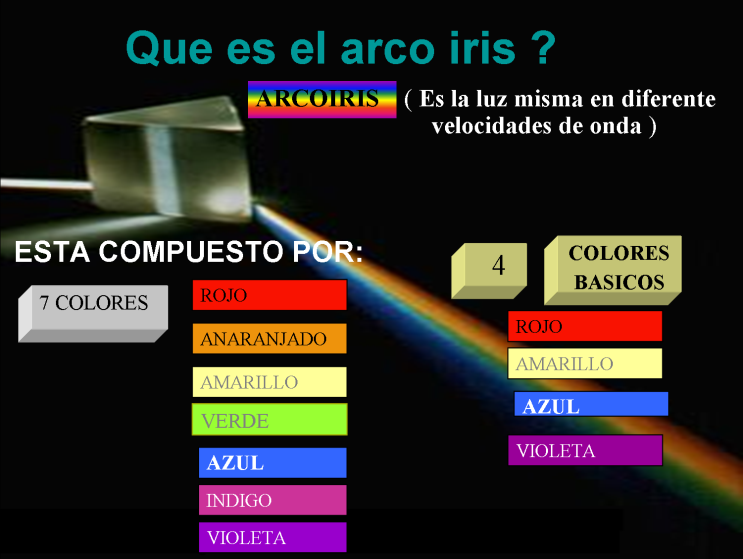 Que es el arco iris ?
ARCOIRIS ( Es la luz misma en diferente
velocidades de onda )
ESTA COMPUESTO POR:
7 COLORES
ROJO
ANARANJADO
AMARILLO
VERDE
AZUL
INDIGO
VIOLETA
4
COLORES
BASICOS
ROJO
AMARILLO
AZUL
VIOLETA